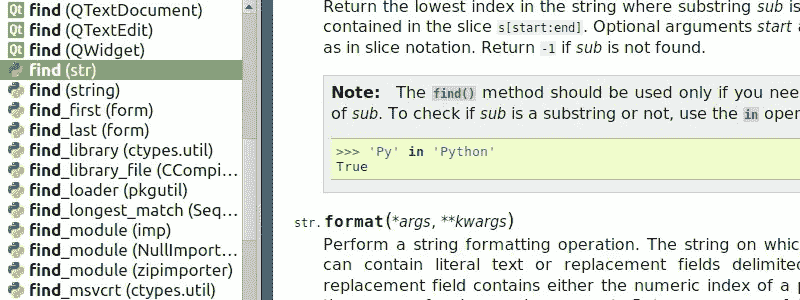 find (QTextDocument)
find (QTextEdit)
find (QWidget)
find (str)
find (string)
find_first (form)
find_last (form)
find_library (ctypes.util)
find_library_file (CCompi...
find_loader (pkgutil)
find_longest_match (Seq...
find_module (imp)
find_module (NullImport...
find_module (zipimporter)
find_msvcrt (ctypes.util)
Return the lowest index in the string where substring sub is
contained in the slice s[start:end]. Optional arguments start a
as in slice notation. Return -1 if sub is not found.
Note: The find() method should be used only if you nee
of sub. To check if sub is a substring or not, use the in oper
>>> 'Py' in 'Python'
True
str.format(*args, **kwargs)
Perform a string formatting operation. The string on whic
can contain literal text or replacement fields delimited
replacement field contains either the numeric index of a p